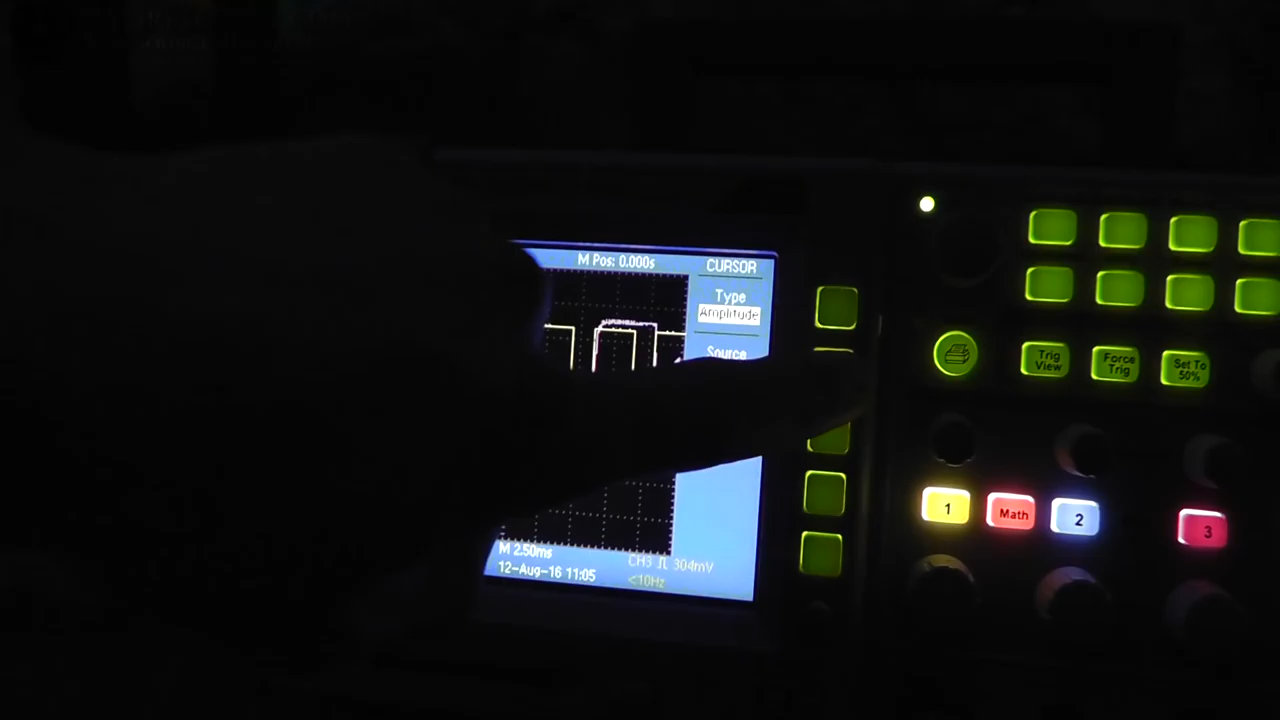 M Pos: 0.000s
CURSOR
Type
Amplitude
Source
M 2.50ms
CH3 304mV
12-Aug-16 11:05
<10Hz
Trig
View
Force
Trig
Set To
50%
1
Math
2
3